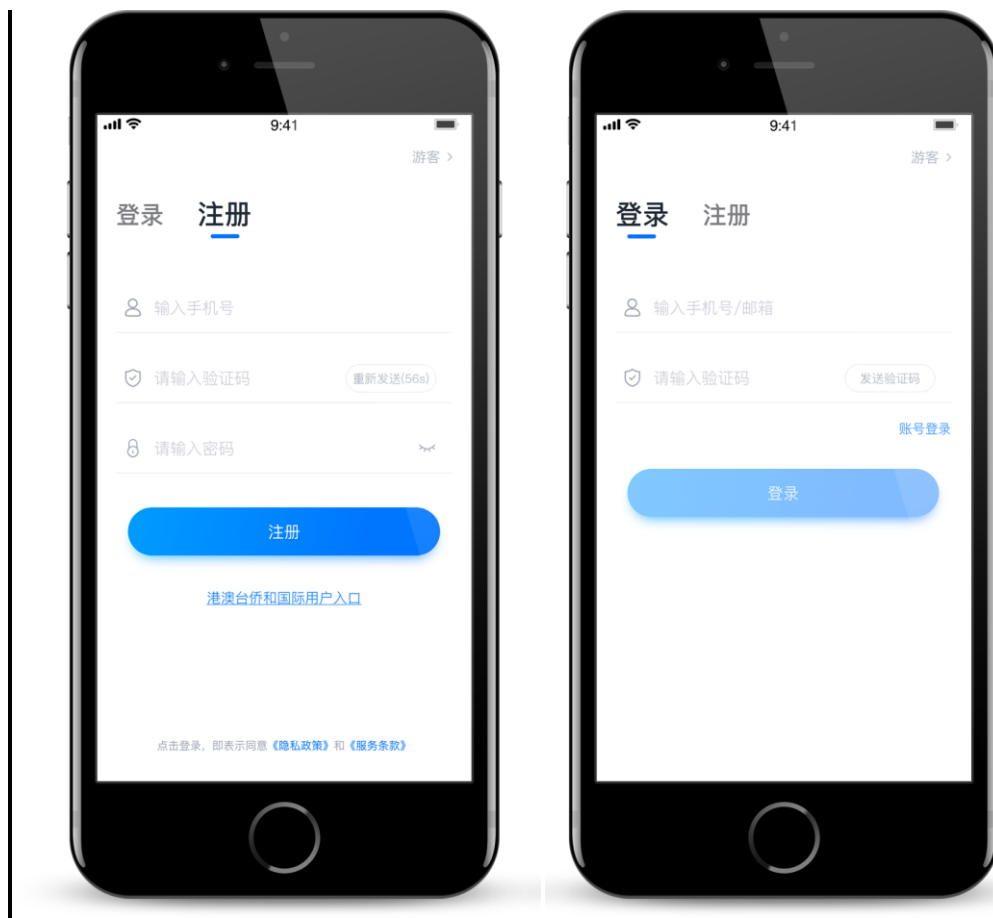 9:41
游客 >
登录 注册
输入手机号
请输入验证码 重新发送(56s)
请输入密码
注册
港澳台侨和国际用户入口
点击登录，即表示同意《隐私政策》和《服务条款》
9:41
游客 >
登录 注册
输入手机号/邮箱
请输入验证码 发送验证码
账号登录
登录